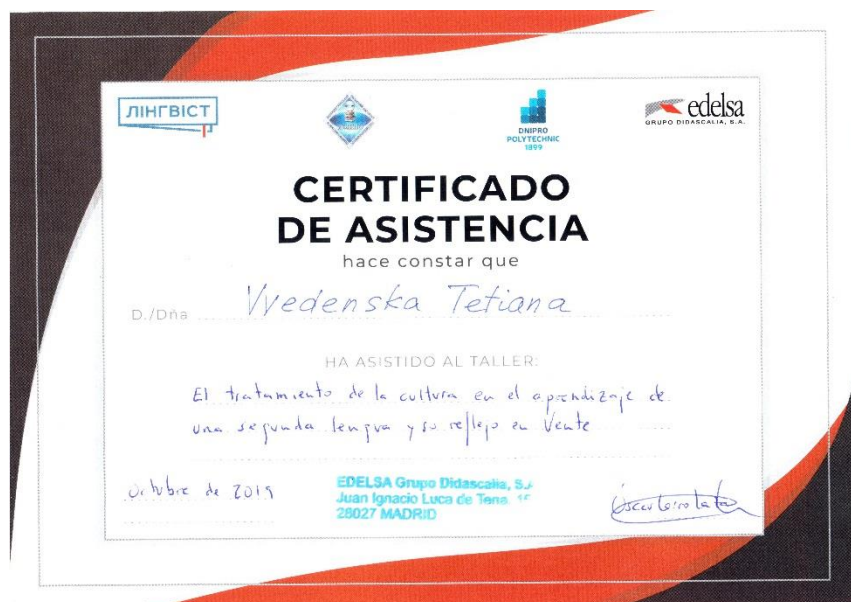 ЛІНГВІСТ
DNIPRO
POLYTECHNIC
1899
edelsa
GRUPO DIDASCALIA, S.A.
CERTIFICADO
DE ASISTENCIA
hace constar que
D./Dña Vvedenska Tetiana
HA ASISTIDO AL TALLER:
El tratamiento de la cultura en el aprendizaje de
una segunda lengua y su reflejo en Vente
Octubre de 2019
EDELSA Grupo Didascalia, S.A
Juan Ignacio Luca de Tena,
28027 MADRID